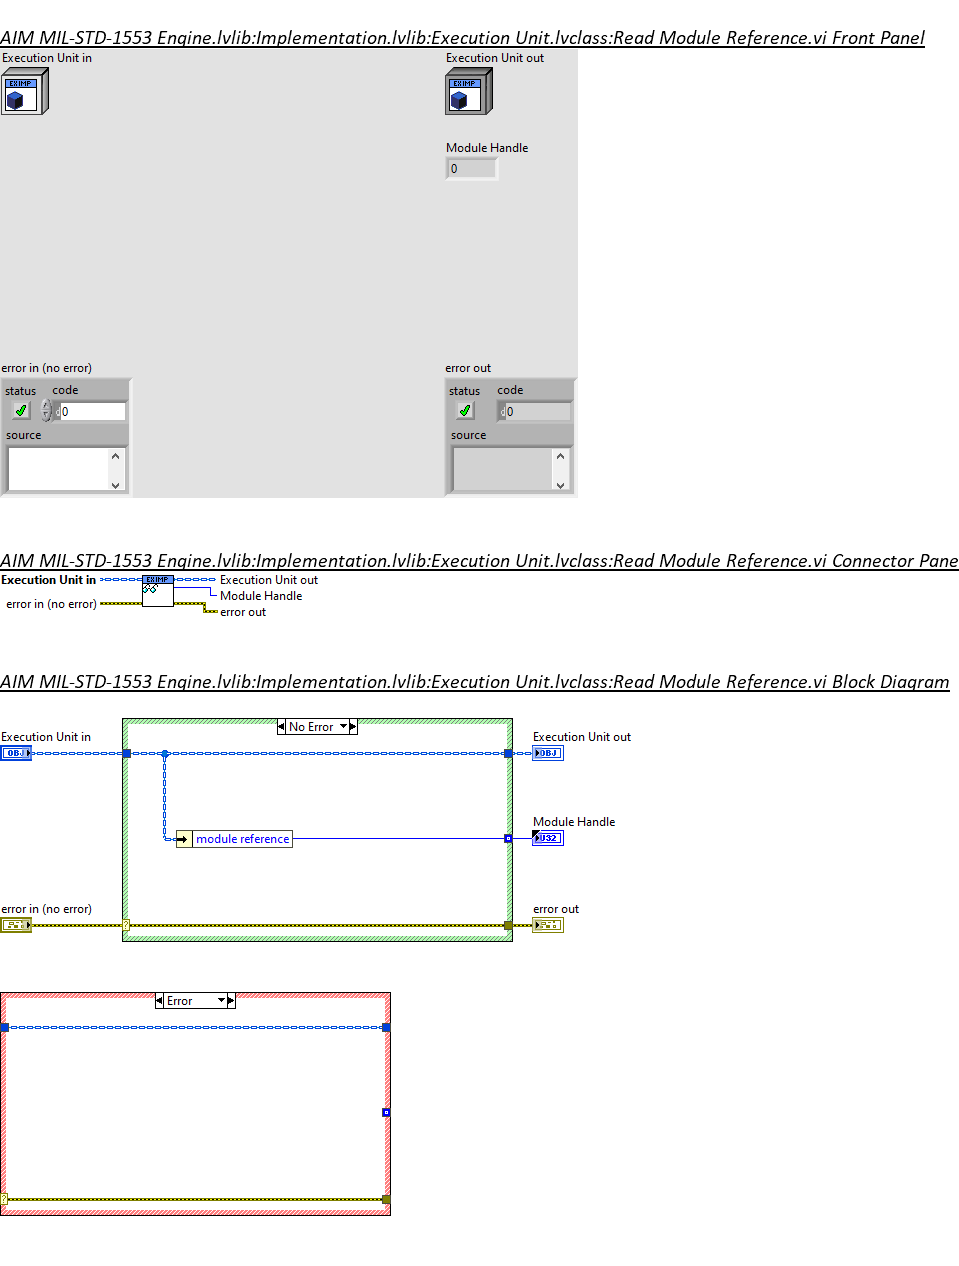 AIM MIL-STD-1553 Engine.lvlib:Implementation.lvlib:Execution Unit.lvclass:Read Module Reference.vi Front Panel
Execution Unit in
Execution Unit out
EXIMP
EXIMP
Module Handle
0
error in (no error)
error out
status
code
status
code
d
0
d
0
source
source
AIM MIL-STD-1553 Engine.lvlib:Implementation.lvlib:Execution Unit.lvclass:Read Module Reference.vi Connector Pane
Execution Unit in
EXIMP
Execution Unit out
Module Handle
error in (no error)
error out
AIM MIL-STD-1553 Engine.lvlib:Implementation.lvlib:Execution Unit.lvclass:Read Module Reference.vi Block Diagram
No Error
Execution Unit in
Execution Unit out
OBJ
OBJ
Module Handle
module reference
U32
error in (no error)
error out
?
Error
?